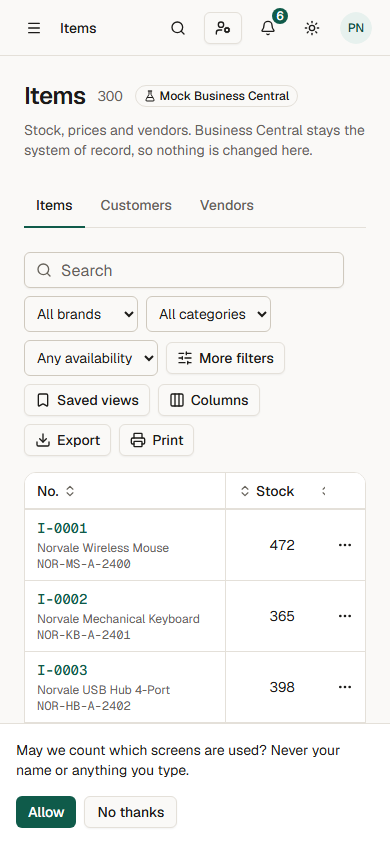 Items
6
PN
Items 300 Mock Business Central
Stock, prices and vendors. Business Central stays the
system of record, so nothing is changed here.
Items Customers Vendors
Search
All brands All categories
Any availability More filters
Saved views Columns
Export Print
No. Stock
I-0001
Norvale Wireless Mouse
NOR-MS-A-2400
472
I-0002
Norvale Mechanical Keyboard
NOR-KB-A-2401
365
I-0003
Norvale USB Hub 4-Port
NOR-HB-A-2402
398
May we count which screens are used? Never your
name or anything you type.
Allow No thanks